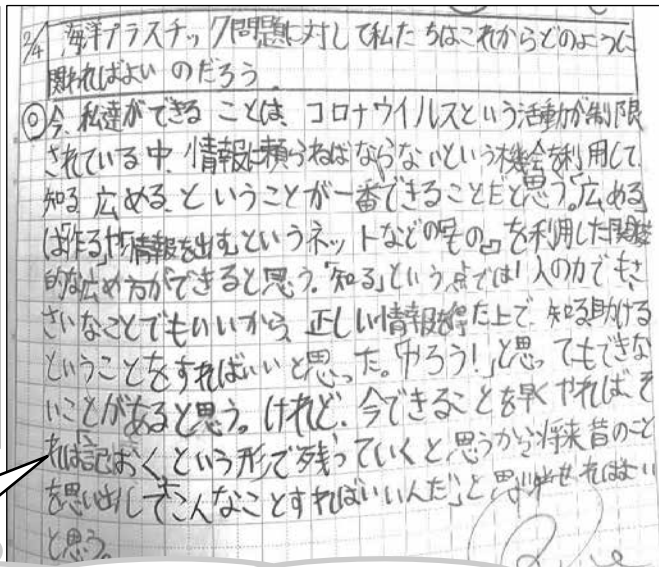 2/4 海洋プラスチック問題に対して私たちはこれからどのように
関ればよいのだろう
◎今、私達ができることは、コロナウイルスという活動が制限
されている中、情報に頼らねばならないという機会を利用して、
知る、広める、ということが一番できることだと思う。「広める」
は「作る」や「情報を出す」というネットなどの「もの」を利用した間接
的な広め方ができると思う。「知る」という点では1人の力でもさ
さいなことでもいいから、正しい情報を得た上で、知る助ける
ということをすればいいと思った。「やろう!」と思ってもできな
いことがあると思う。けれど、今できることを早くやればそ
れは「記おく」という形で残っていくと思うから将来昔のこと
を思い出して「こんなことすればいいんだ」と思い出せればよい
と思う。